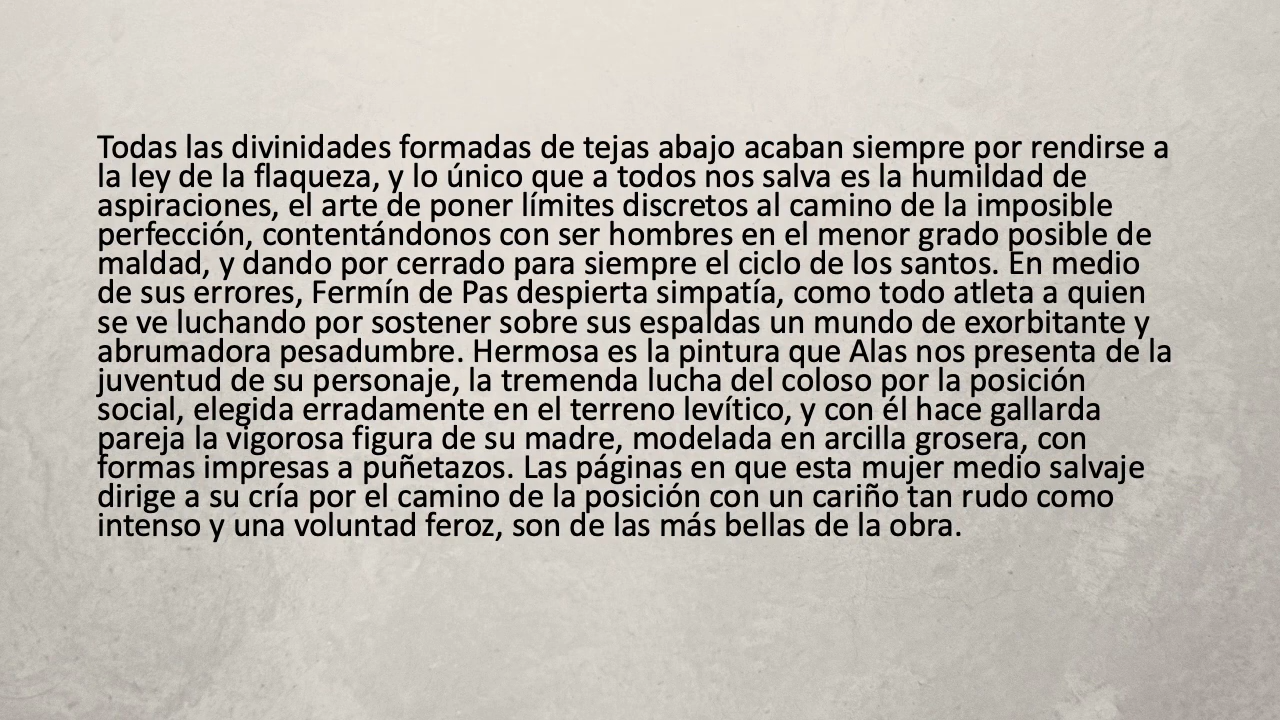 Todas las divinidades formadas de tejas abajo acaban siempre por rendirse a
la ley de la flaqueza, y lo único que a todos nos salva es la humildad de
aspiraciones, el arte de poner límites discretos al camino de la imposible
perfección, contentándonos con ser hombres en el menor grado posible de
maldad, y dando por cerrado para siempre el ciclo de los santos. En medio
de sus errores, Fermín de Pas despierta simpatía, como todo atleta a quien
se ve luchando por sostener sobre sus espaldas un mundo de exorbitante y
abrumadora pesadumbre. Hermosa es la pintura que Alas nos presenta de la
juventud de su personaje, la tremenda lucha del coloso por la posición
social, elegida erradamente en el terreno levítico, y con él hace gallarda
pareja la vigorosa figura de su madre, modelada en arcilla grosera, con
formas impresas a puñetazos. Las páginas en que esta mujer medio salvaje
dirige a su cría por el camino de la posición con un cariño tan rudo como
intenso y una voluntad feroz, son de las más bellas de la obra.